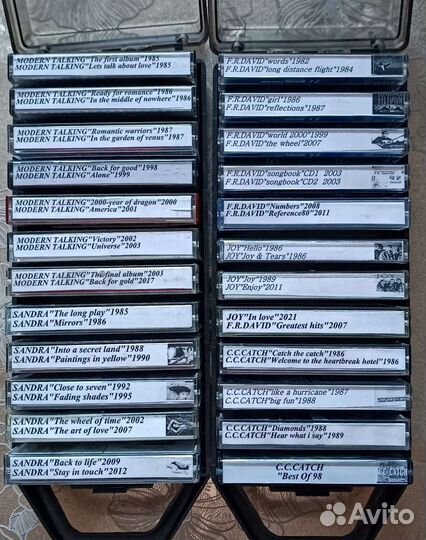 MODERN TALKING"The first album"1985
MODERN TALKING"Lets talk about love"1985
MODERN TALKING"Ready for romance"1986
MODERN TALKING"In the middle of nowhere"1986
MODERN TALKING"Romantic warriors"1987
MODERN TALKING"In the garden of venus"1987
MODERN TALKING"Back for good"1998
MODERN TALKING"Alone"1999
MODERN TALKING"2000-year of dragon"2000
MODERN TALKING"America"2001
MODERN TALKING"Victory"2002
MODERN TALKING"Universe"2003
MODERN TALKING"The final album"2003
MODERN TALKING"Back for gold"2017
SANDRA"The long play"1985
SANDRA"Mirrors"1986
SANDRA"Into a secret land"1988
SANDRA"Paintings in yellow"1990
SANDRA"Close to seven"1992
SANDRA"Fading shades"1995
SANDRA"The wheel of time"2002
SANDRA"The art of love"2007
SANDRA"Back to life"2009
SANDRA"Stay in touch"2012
F.R.DAVID"words"1982
F.R.DAVID"long distance flight"1984
F.R.DAVID"girl"1986
F.R.DAVID"reflections"1987
F.R.DAVID"world 2000"1999
F.R.DAVID"the wheel"2007
F.R.DAVID"songbook"CD1 2003
F.R.DAVID"songbook"CD2 2003
F.R.DAVID"Numbers"2008
F.R.DAVID"Reference80"2011
JOY"Hello"1986
JOY"Joy & Tears"1986
JOY"Joy"1989
JOY"Enjoy"2011
JOY
JOY"In love"2021
F.R.DAVID"Greatest hits"2007
C.C.CATCH"Catch the catch"1986
C.C.CATCH"Welcome to the heartbreak hotel"1986
C.C.CATCH"like a hurricane"1987
C.C.CATCH"big fun"1988
C.C.CATCH"Diamonds"1988
C.C.CATCH"Hear what i say"1989
C.C.CATCH
"Best Of 98
Avito